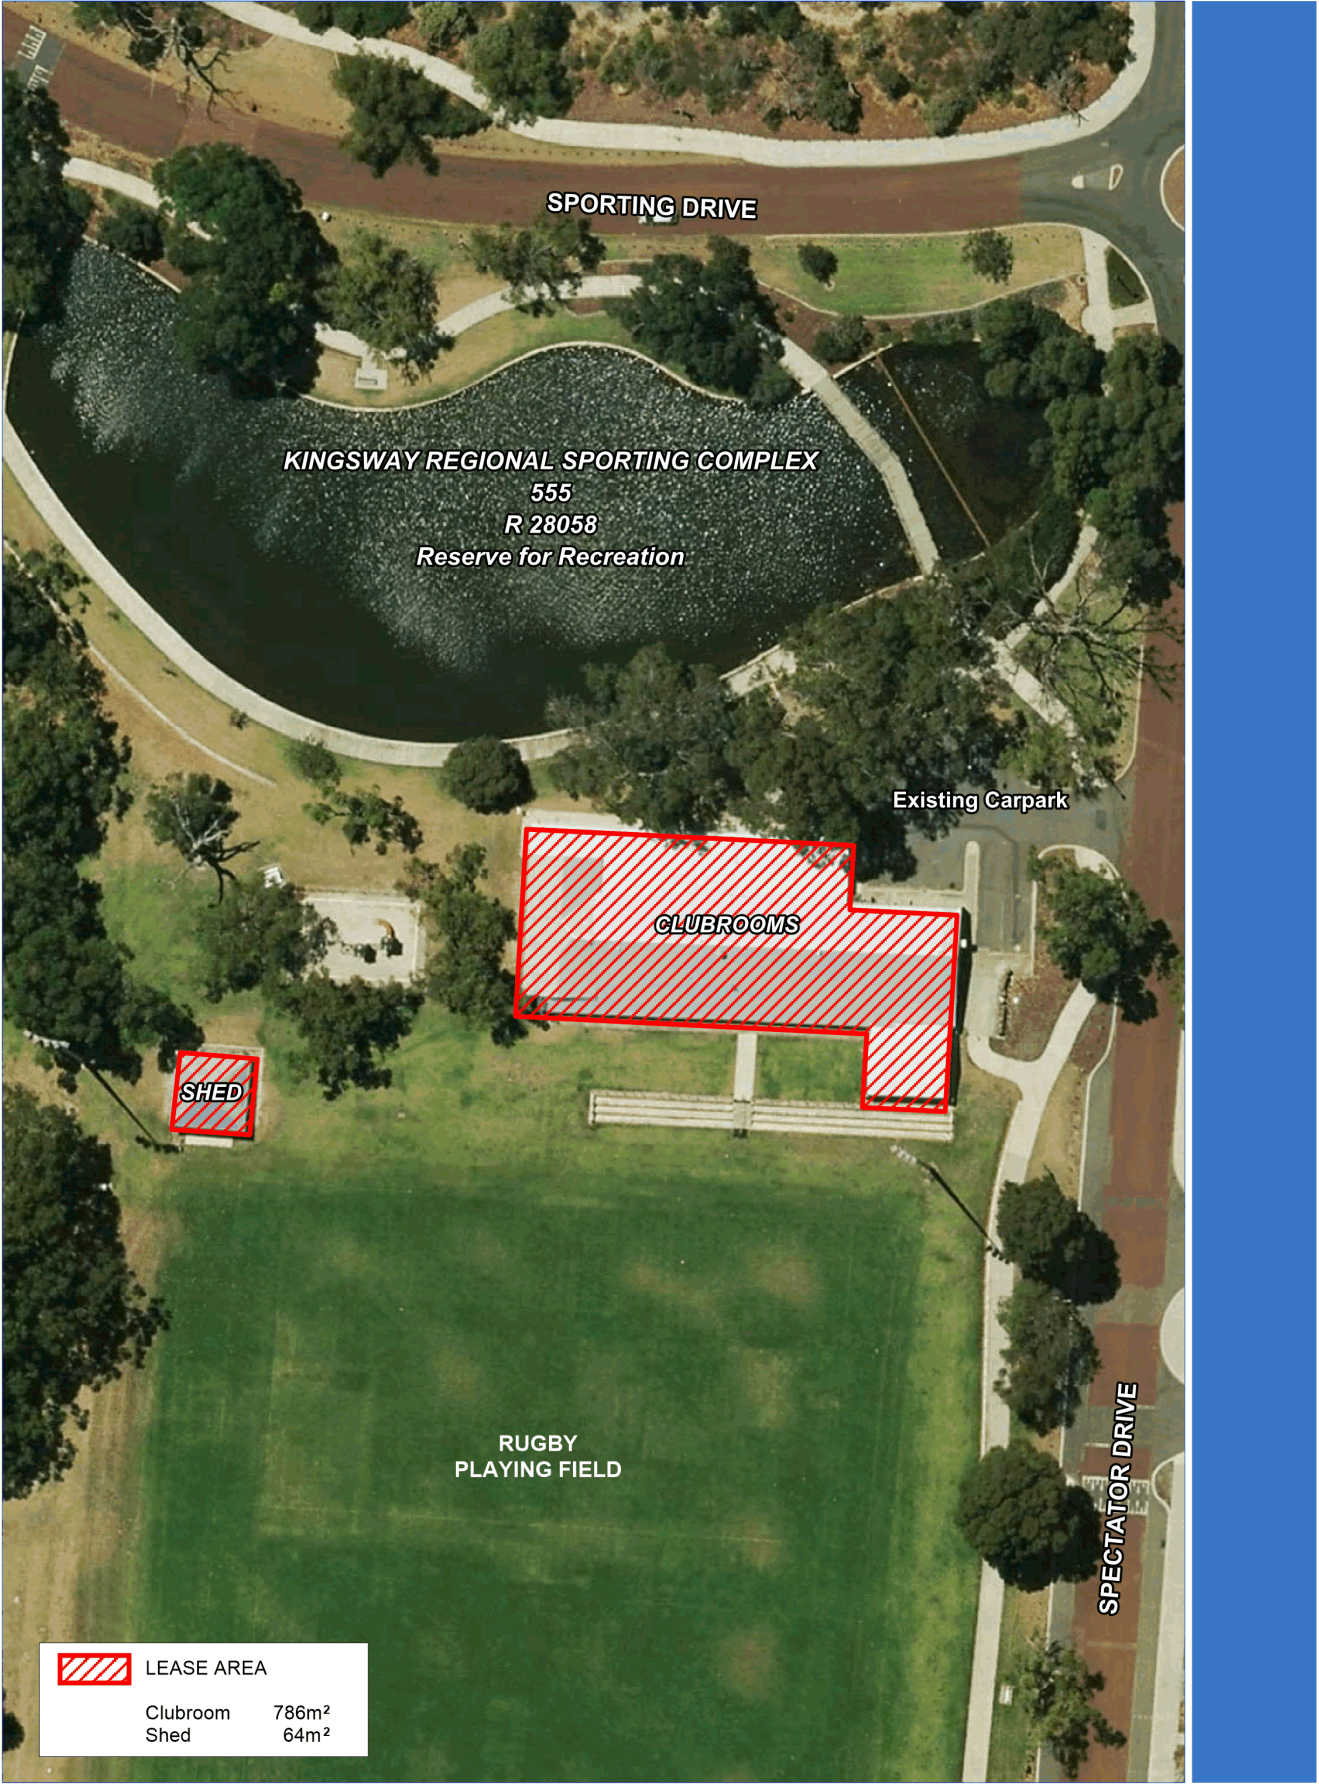 SPORTING DRIVE
KINGSWAY REGIONAL SPORTING COMPLEX
555
R 28058
Reserve for Recreation
Existing Carpark
CLUBROOMS
SHED
RUGBY
PLAYING FIELD
SPECTATOR DRIVE
LEASE AREA
Clubroom 786m²
Shed 64m²